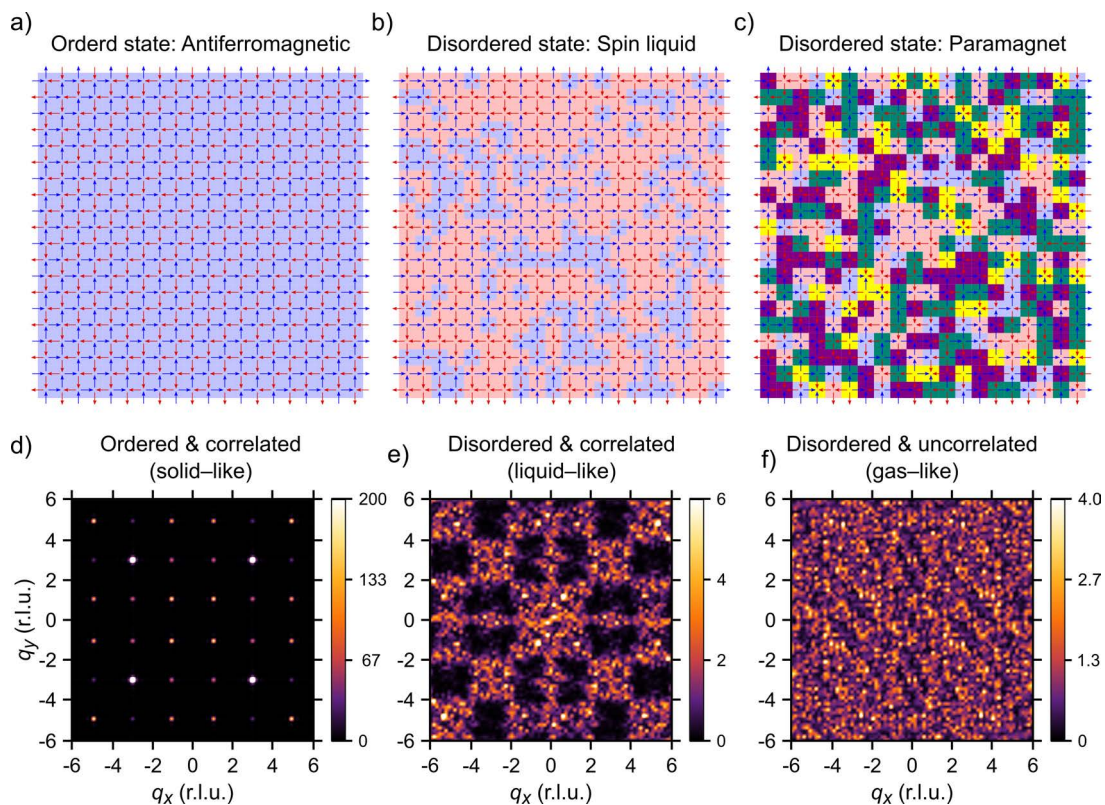 a)
Orderd state: Antiferromagnetic
b)
Disordered state: Spin liquid
c)
Disordered state: Paramagnet
d)
Ordered & correlated
(solid–like)
6
4
2
0
-2
-4
-6
-6 -4 -2 0 2 4 6
qy (r.l.u.)
qx (r.l.u.)
200
133
67
0
e)
Disordered & correlated
(liquid–like)
6
4
2
0
-2
-4
-6
-6 -4 -2 0 2 4 6
qx (r.l.u.)
6
4
2
0
f)
Disordered & uncorrelated
(gas–like)
6
4
2
0
-2
-4
-6
-6 -4 -2 0 2 4 6
qx (r.l.u.)
4.0
2.7
1.3
0